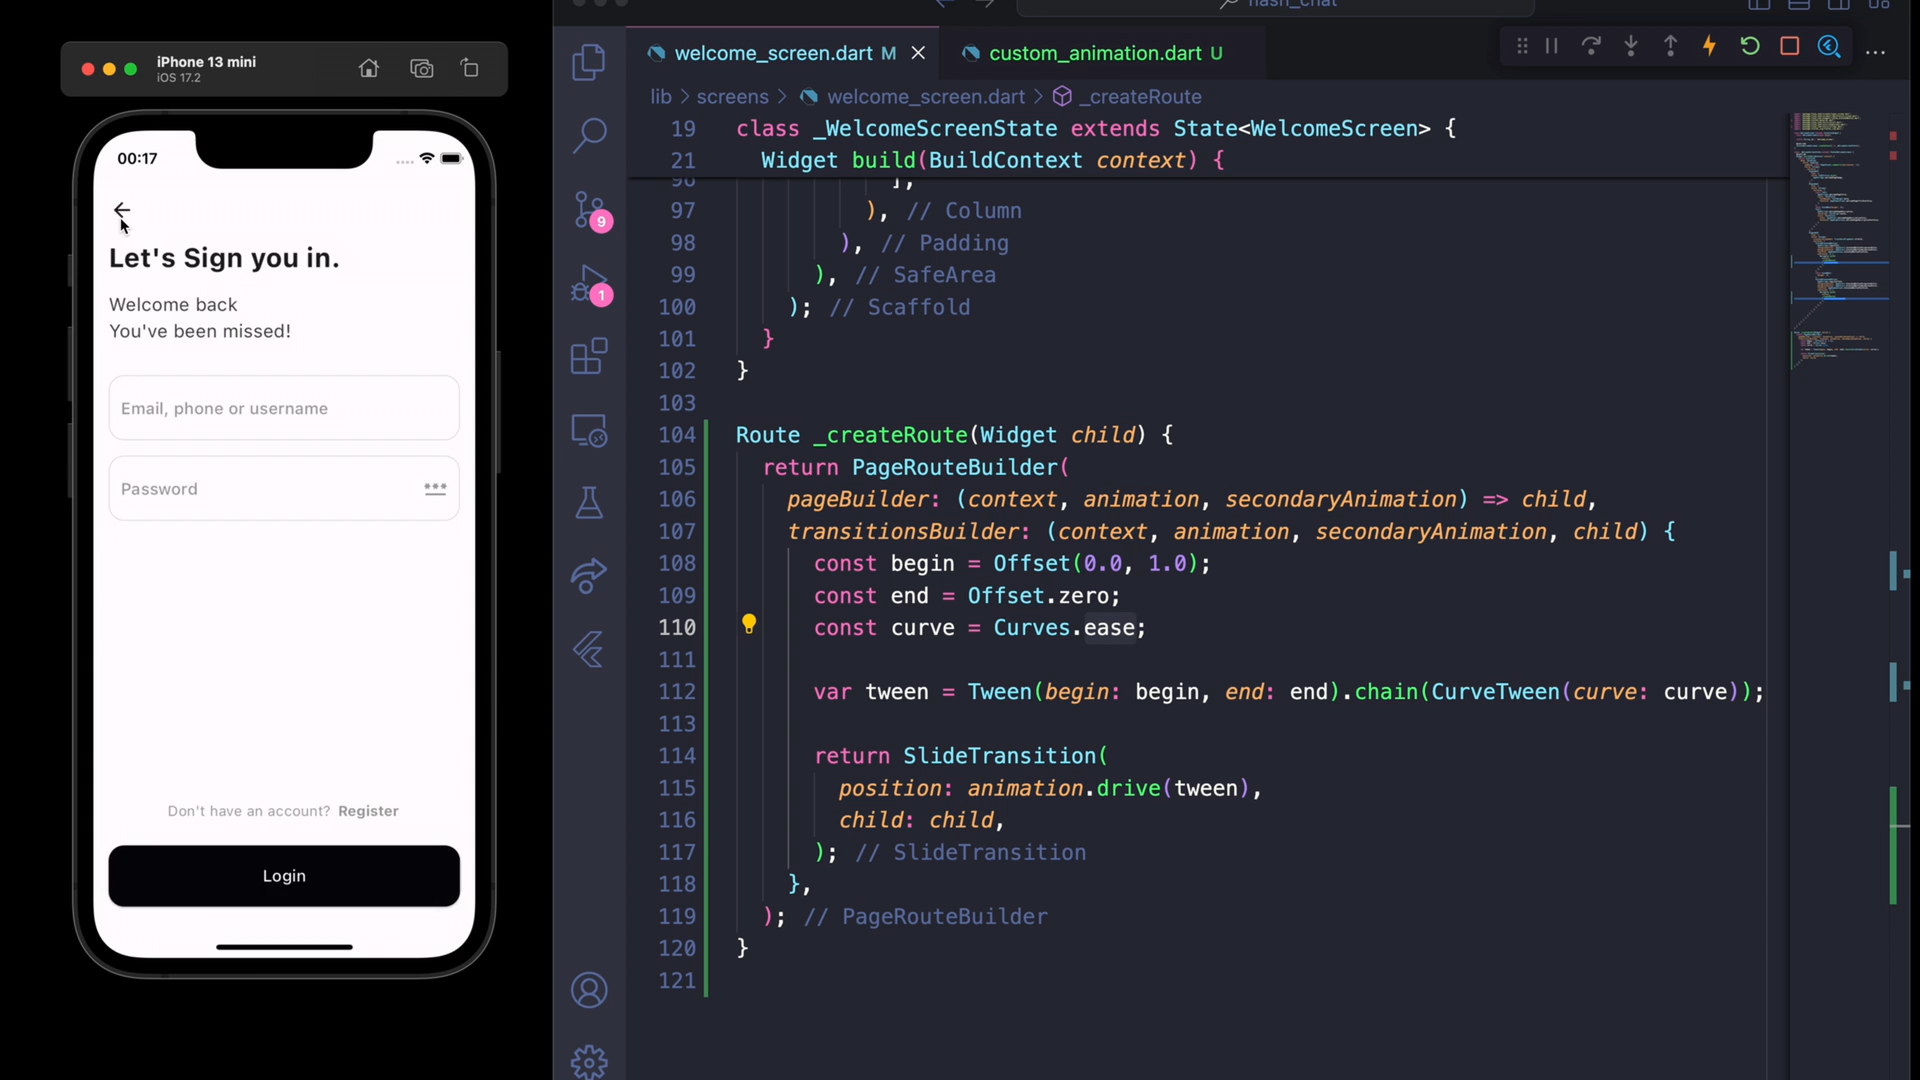 iPhone 13 mini
iOS 17.2
00:17
Let's Sign you in.
Welcome back
You've been missed!
Email, phone or username
Password
***
Don't have an account? Register
Login
hash_chat
welcome_screen.dart M
custom_animation.dart U
lib > screens > welcome_screen.dart > _createRoute
9
1
19 class _WelcomeScreenState extends State<WelcomeScreen> {
21 Widget build(BuildContext context) {
96 ],
97 ), // Column
98 ), // Padding
99 ), // SafeArea
100 ); // Scaffold
101 }
102 }
103
104 Route _createRoute(Widget child) {
105 return PageRouteBuilder(
106 pageBuilder: (context, animation, secondaryAnimation) => child,
107 transitionsBuilder: (context, animation, secondaryAnimation, child) {
108 const begin = Offset(0.0, 1.0);
109 const end = Offset.zero;
110 const curve = Curves.ease;
111
112 var tween = Tween(begin: begin, end: end).chain(CurveTween(curve: curve));
113
114 return SlideTransition(
115 position: animation.drive(tween),
116 child: child,
117 ); // SlideTransition
118 },
119 ); // PageRouteBuilder
120 }
121